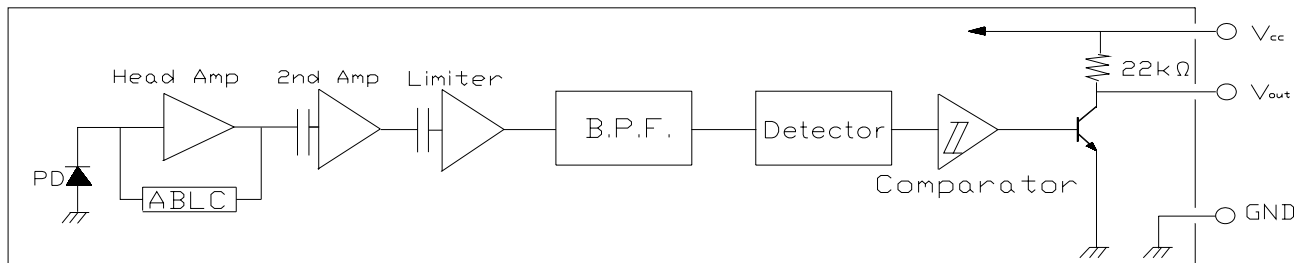 Vcc
Head Amp 2nd Amp Limiter 22kΩ
Vout
B.P.F. Detector
PD ABLC Comparator
GND